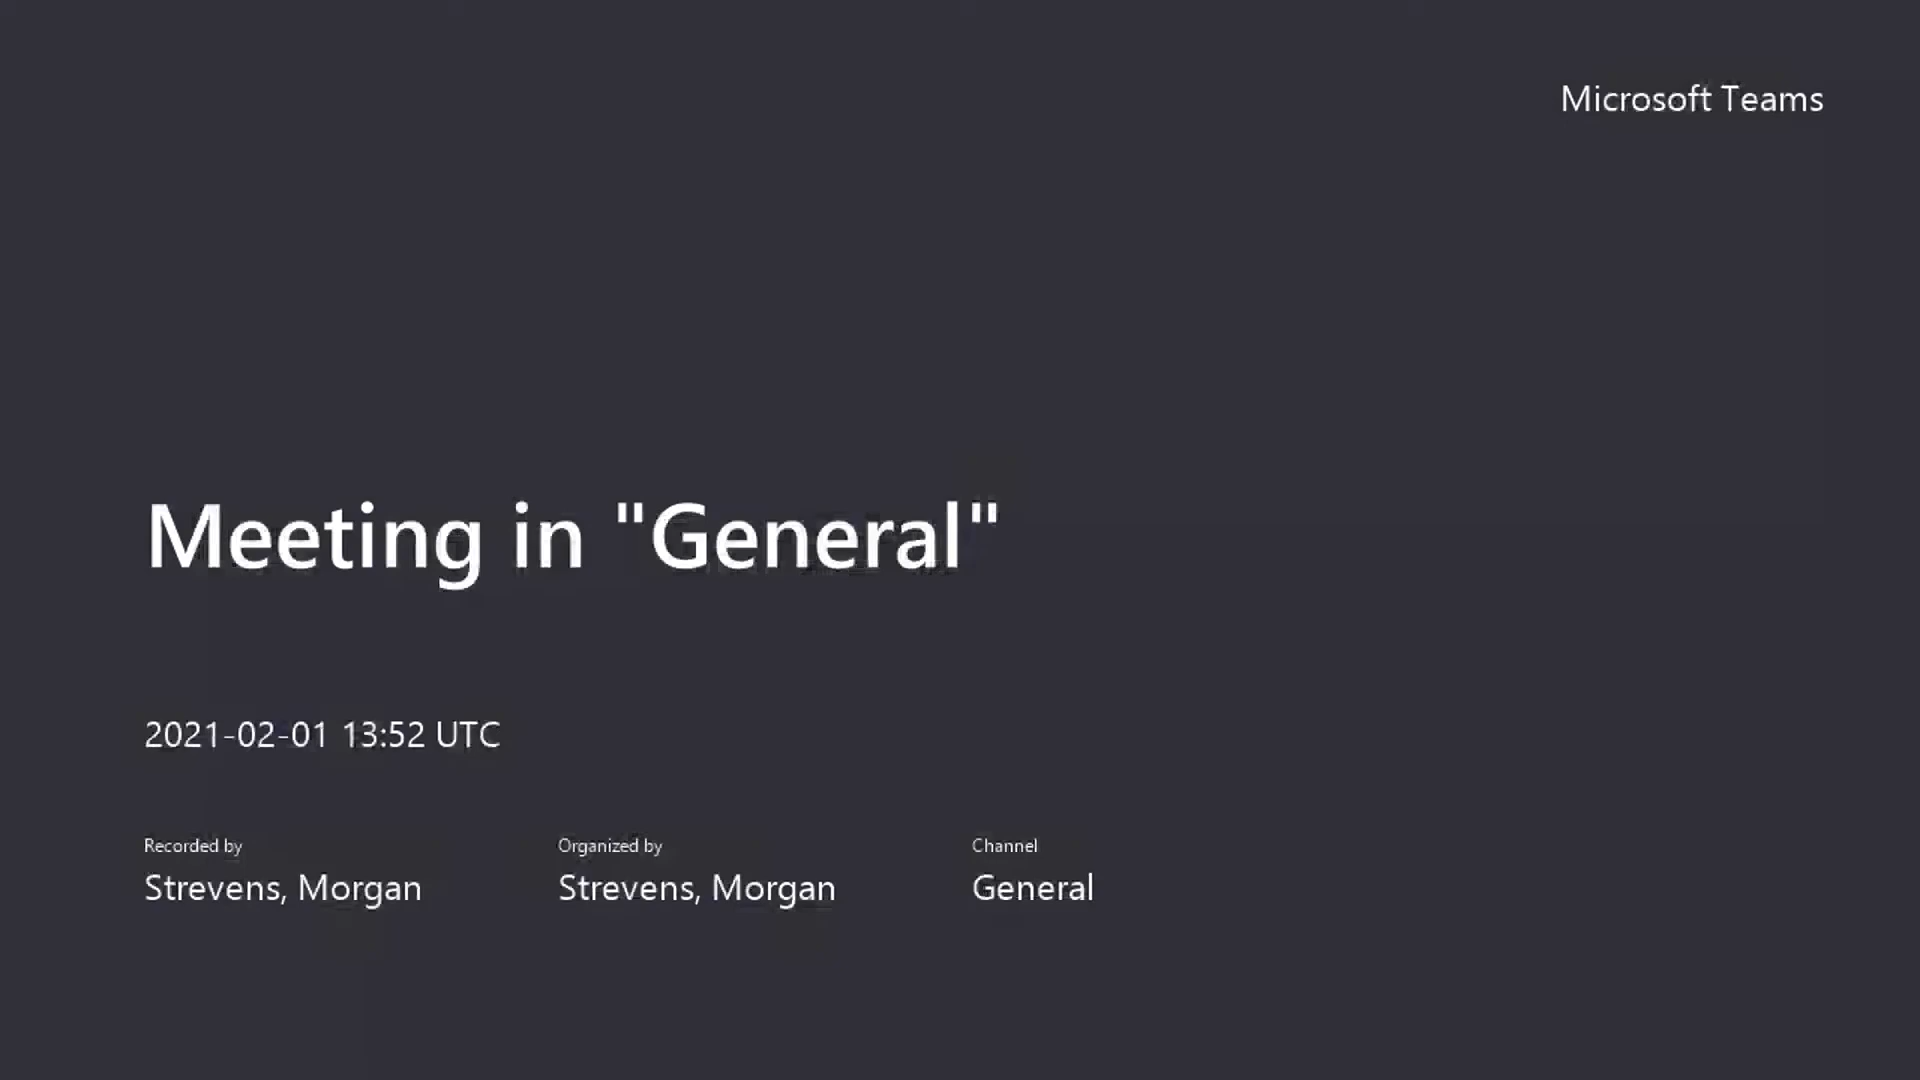 Microsoft Teams
Meeting in "General"
2021-02-01 13:52 UTC
Recorded by
Strevens, Morgan
Organized by
Strevens, Morgan
Channel
General